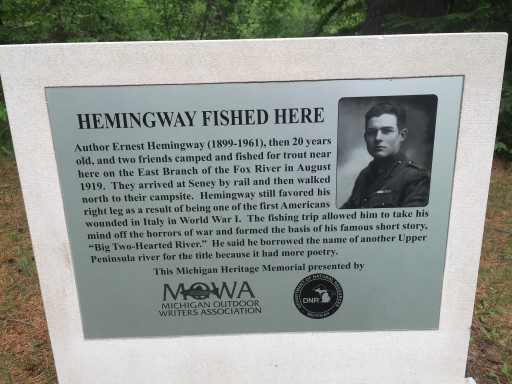 HEMINGWAY FISHED HERE
Author Ernest Hemingway (1899-1961), then 20 years
old, and two friends camped and fished for trout near
here on the East Branch of the Fox River in August
1919. They arrived at Seney by rail and then walked
north to their campsite. Hemingway still favored his
right leg as a result of being one of the first Americans
wounded in Italy in World War I. The fishing trip allowed him to take his
mind off the horrors of war and formed the basis of his famous short story,
“Big Two-Hearted River.” He said he borrowed the name of another Upper
Peninsula river for the title because it had more poetry.
This Michigan Heritage Memorial presented by
MOWA
MICHIGAN OUTDOOR
WRITERS ASSOCIATION
DEPARTMENT OF NATURAL RESOURCES
DNR
MICHIGAN